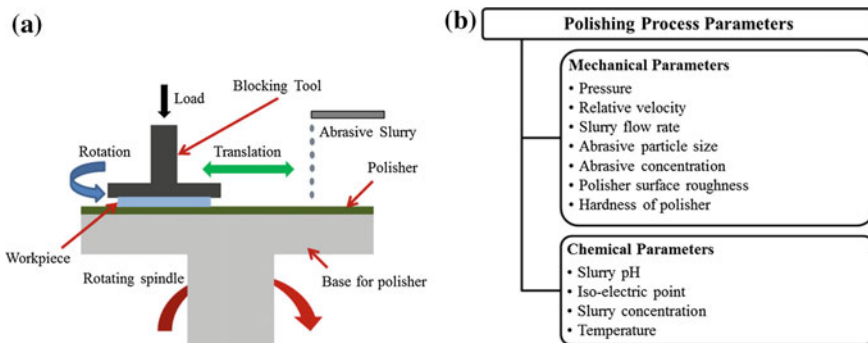 (a)
Load
Blocking Tool
Abrasive Slurry
Rotation
Translation
Polisher
Workpiece
Rotating spindle
Base for polisher
(b)
Polishing Process Parameters
Mechanical Parameters
• Pressure
• Relative velocity
• Slurry flow rate
• Abrasive particle size
• Abrasive concentration
• Polisher surface roughness
• Hardness of polisher
Chemical Parameters
• Slurry pH
• Iso-electric point
• Slurry concentration
• Temperature